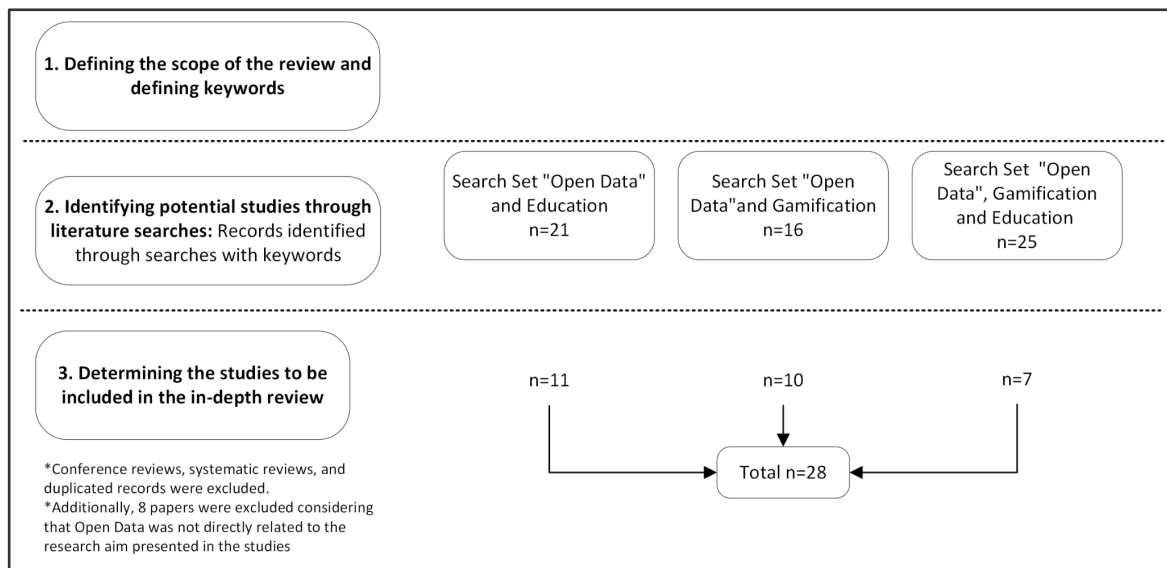 1. Defining the scope of the review and
defining keywords
2. Identifying potential studies through
literature searches: Records identified
through searches with keywords
Search Set "Open Data"
and Education
n=21
Search Set "Open
Data"and Gamification
n=16
Search Set "Open
Data", Gamification
and Education
n=25
3. Determining the studies to be
included in the in-depth review
n=11
n=10
n=7
Total n=28
*Conference reviews, systematic reviews, and
duplicated records were excluded.
*Additionally, 8 papers were excluded considering
that Open Data was not directly related to the
research aim presented in the studies